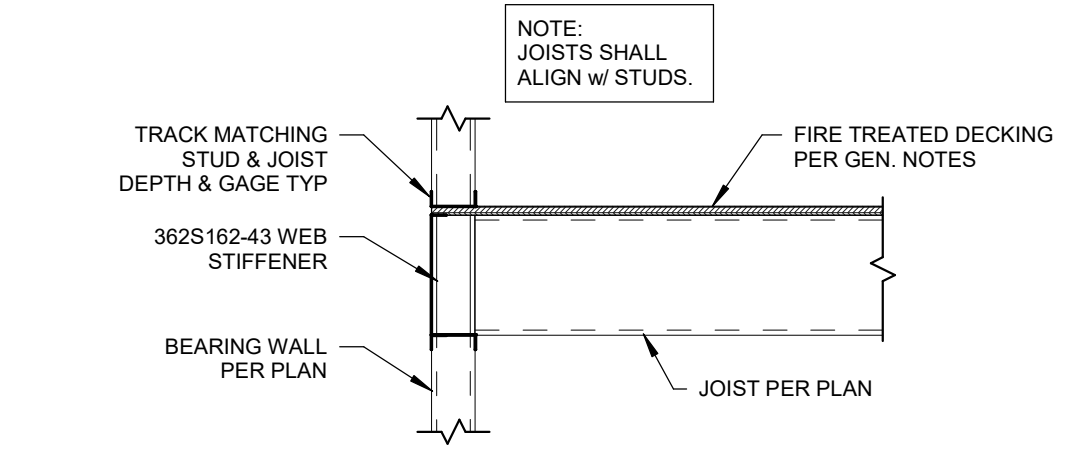 NOTE:
JOISTS SHALL
ALIGN w/ STUDS.
TRACK MATCHING
STUD & JOIST
DEPTH & GAGE TYP
FIRE TREATED DECKING
PER GEN. NOTES
362S162-43 WEB
STIFFENER
BEARING WALL
PER PLAN
JOIST PER PLAN